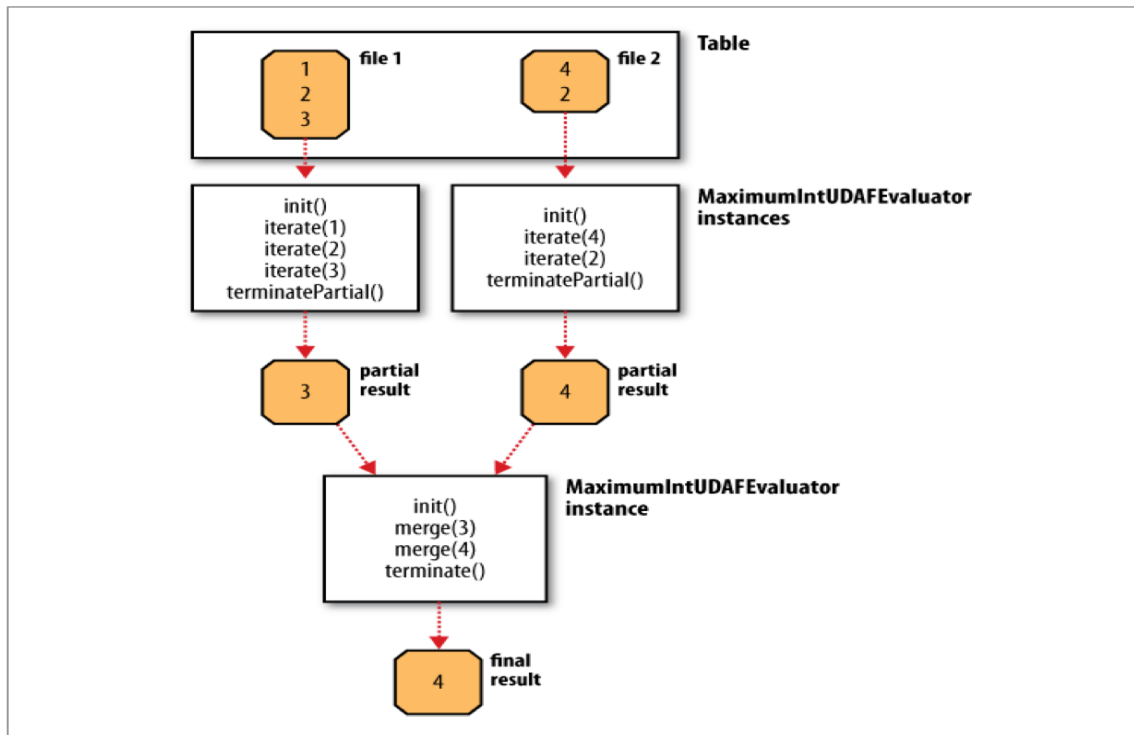 Table
file 1
1
2
3
file 2
4
2
MaximumIntUDAFEvaluator
instances
init()
iterate(1)
iterate(2)
iterate(3)
terminatePartial()
init()
iterate(4)
iterate(2)
terminatePartial()
partial
result
3
partial
result
4
MaximumIntUDAFEvaluator
instance
init()
merge(3)
merge(4)
terminate()
final
result
4